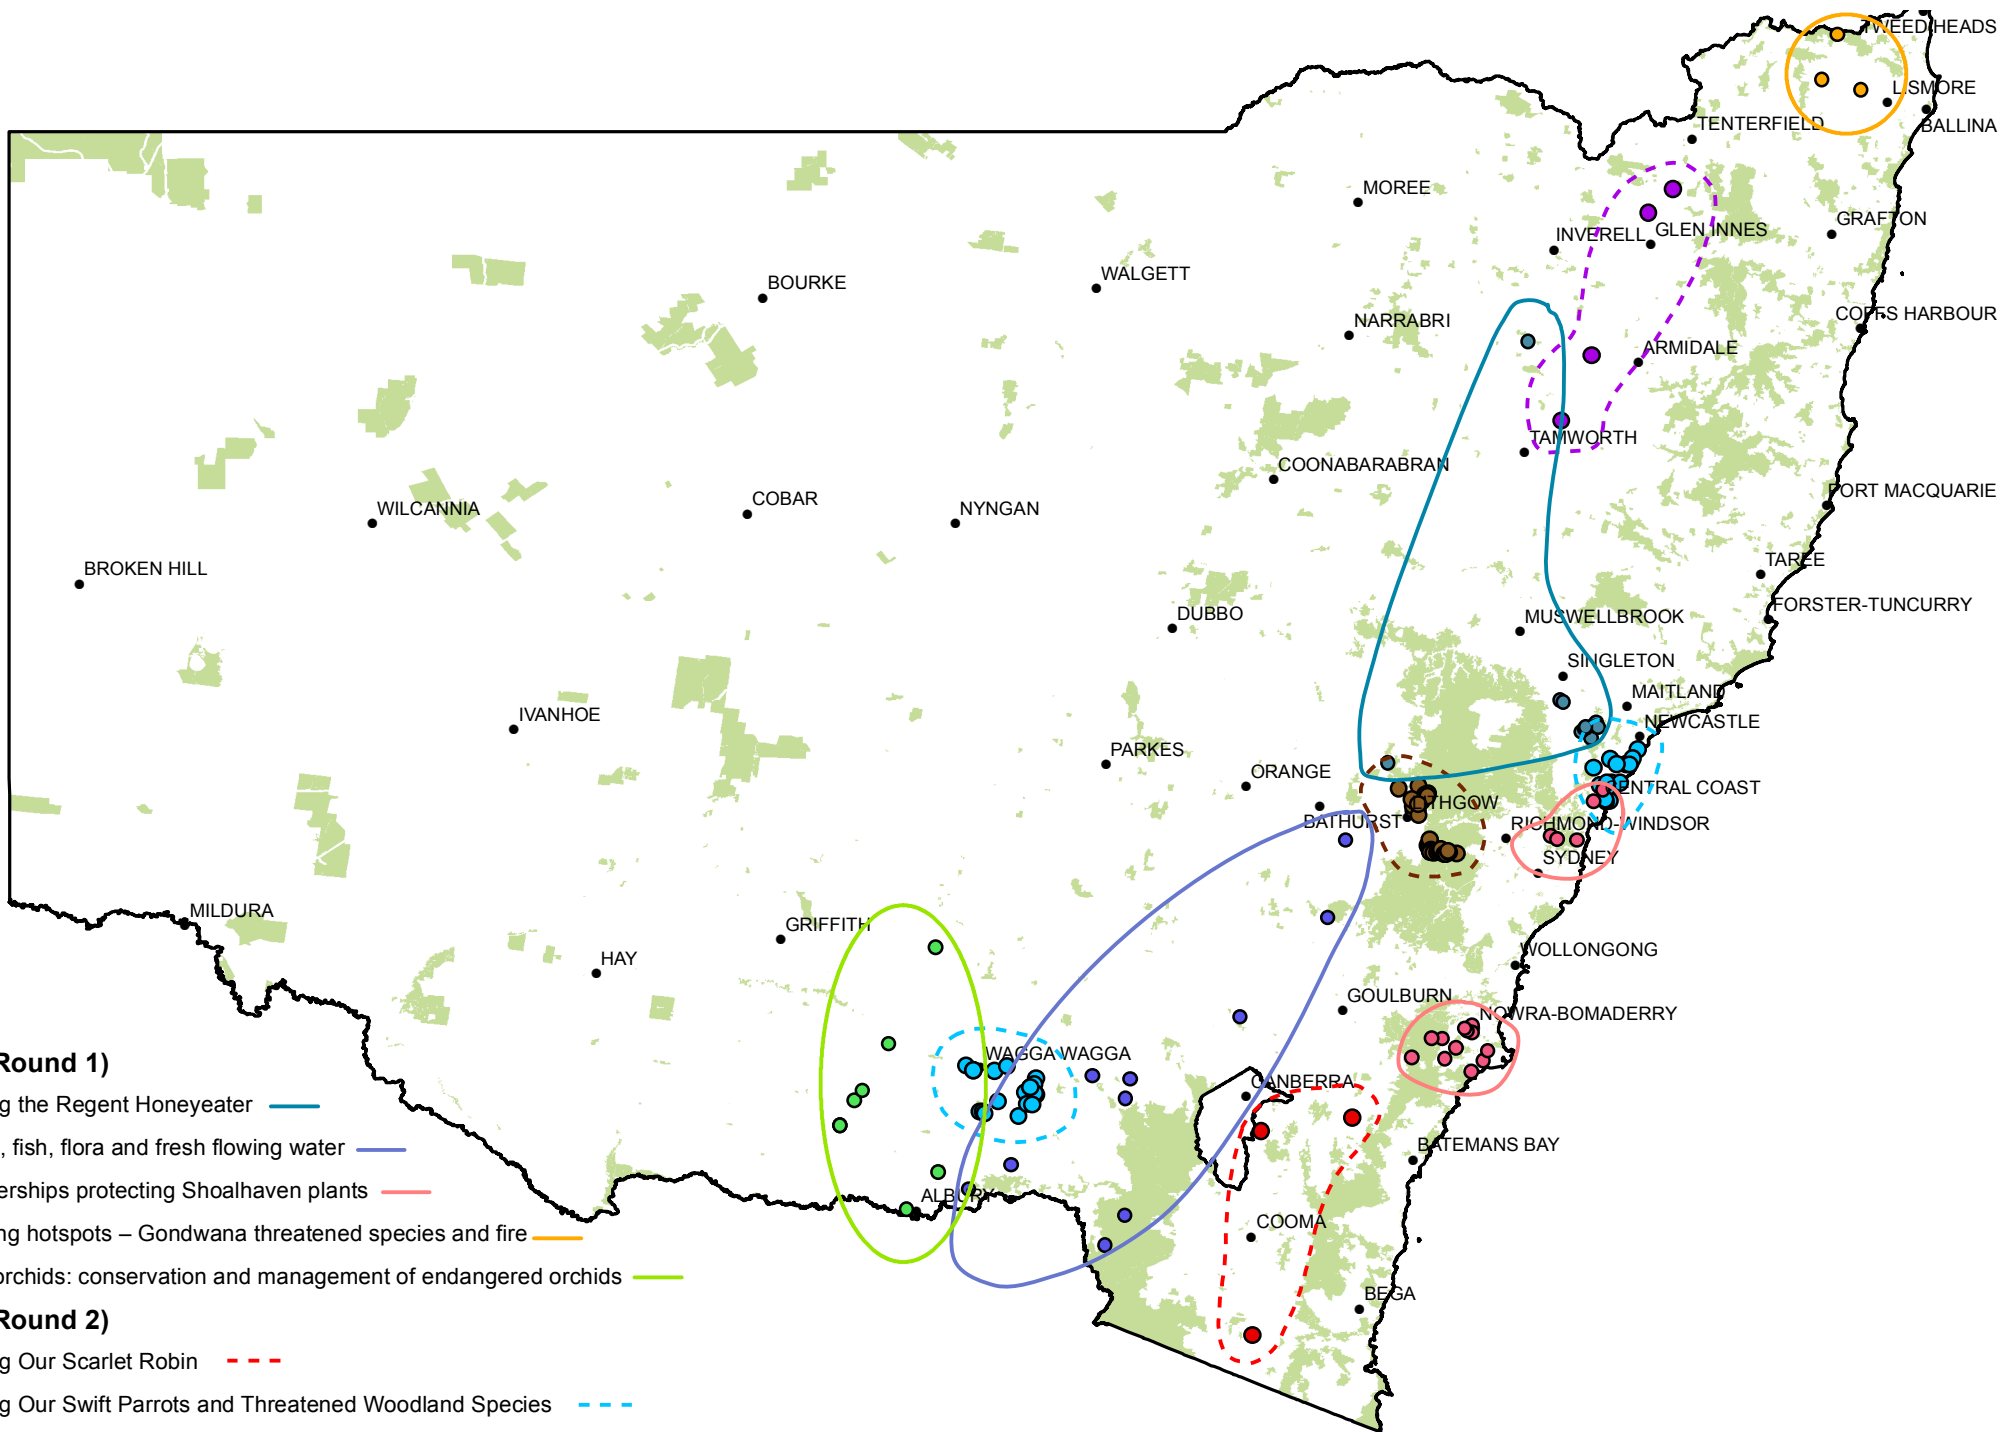 TWEED HEADS
LISMORE
BALLINA
TENTERFIELD
MOREE
GRAFTON
GLEN INNES
INVERELL
WALGETT
BOURKE
COFFS HARBOUR
NARRABRI
ARMIDALE
TAMWORTH
COONABARABRAN
PORT MACQUARIE
COBAR
NYNGAN
WILCANNIA
TAREE
BROKEN HILL
FORSTER-TUNCURRY
DUBBO
MUSWELLBROOK
SINGLETON
MAITLAND
IVANHOE
NEWCASTLE
PARKES
ORANGE
CENTRAL COAST
LITHGOW
BATHURST
RICHMOND-WINDSOR
SYDNEY
MILDURA
GRIFFITH
WOLLONGONG
HAY
GOULBURN
NOWRA-BOMADERRY
WAGGA WAGGA
CANBERRA
BATEMANS BAY
ALBURY
COOMA
BEGA
Round 1)
g the Regent Honeyeater
, fish, flora and fresh flowing water
erships protecting Shoalhaven plants
ng hotspots – Gondwana threatened species and fire
orchids: conservation and management of endangered orchids
Round 2)
g Our Scarlet Robin
g Our Swift Parrots and Threatened Woodland Species